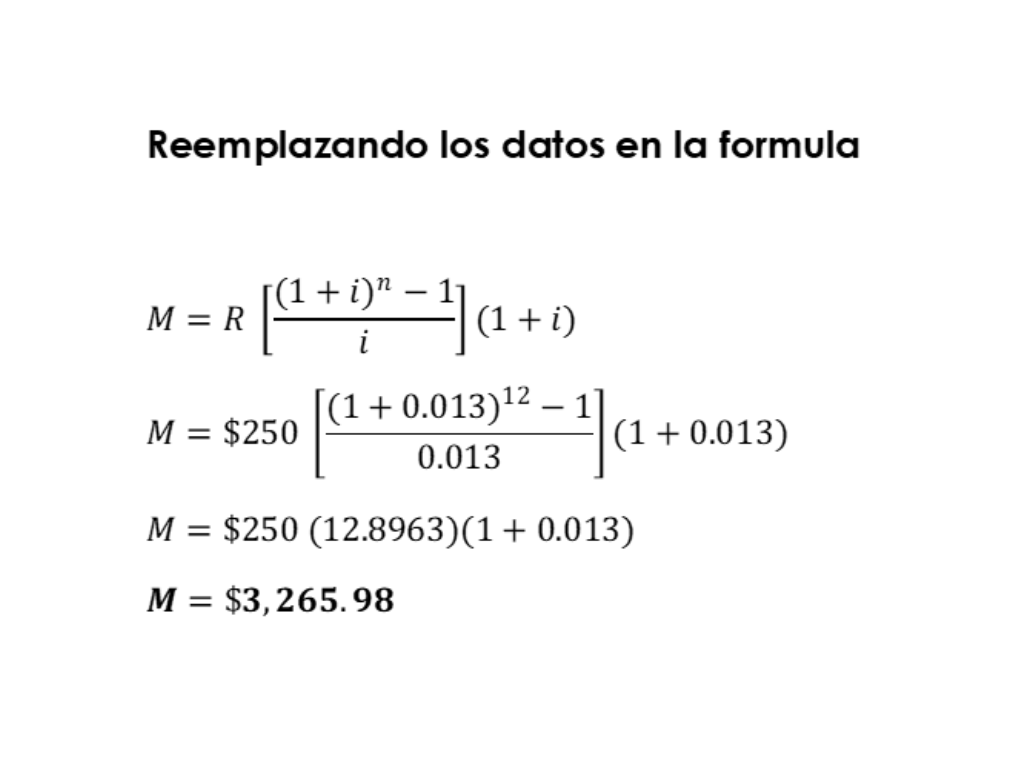 Reemplazando los datos en la formula
M = R [((1 + i)ⁿ − 1)/i] (1 + i)
M = $250 [((1 + 0.013)¹² − 1)/0.013] (1 + 0.013)
M = $250 (12.8963)(1 + 0.013)
M = $3,265.98